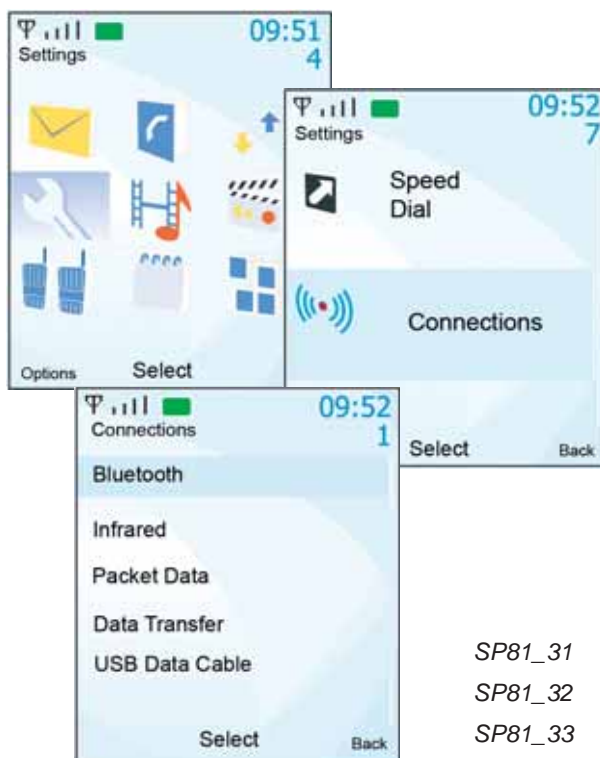 09:51
Settings
4
Options Select
09:52
Settings
7
Speed
Dial
Connections
Select Back
09:52
Connections
1
Bluetooth
Infrared
Packet Data
Data Transfer
USB Data Cable
Select Back
SP81_31
SP81_32
SP81_33